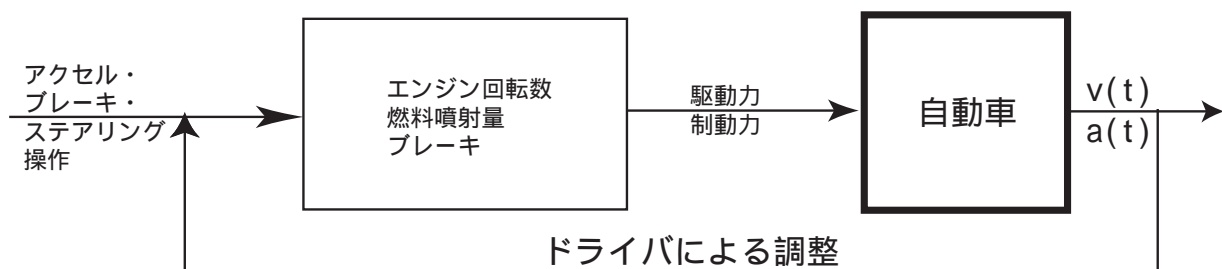 アクセル・
ブレーキ・
ステアリング
操作
エンジン回転数
燃料噴射量
ブレーキ
駆動力
制動力
自動車
v(t)
a(t)
ドライバによる調整